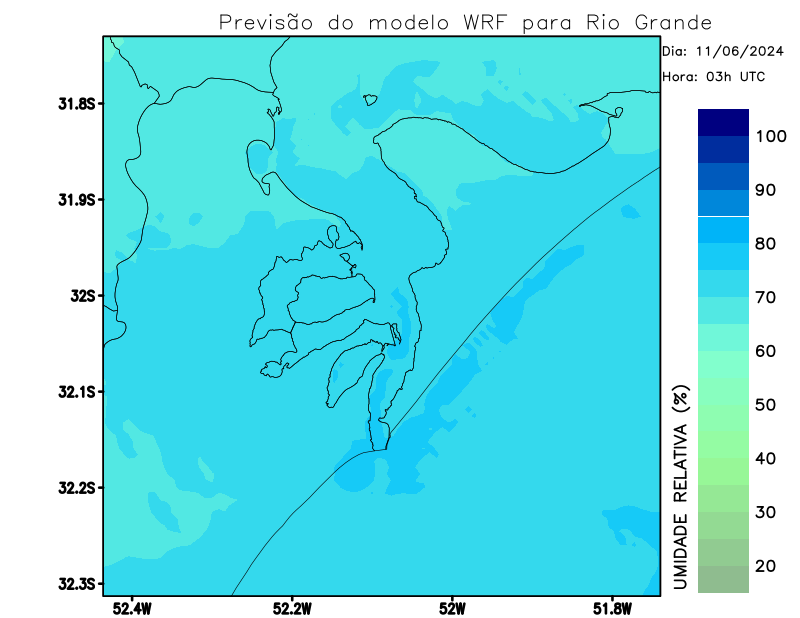 Previsão do modelo WRF para Rio Grande
Dia: 11/06/2024
Hora: 03h UTC
31.8S
31.9S
32S
32.1S
32.2S
32.3S
52.4W
52.2W
52W
51.8W
UMIDADE RELATIVA (%)
100
90
80
70
60
50
40
30
20